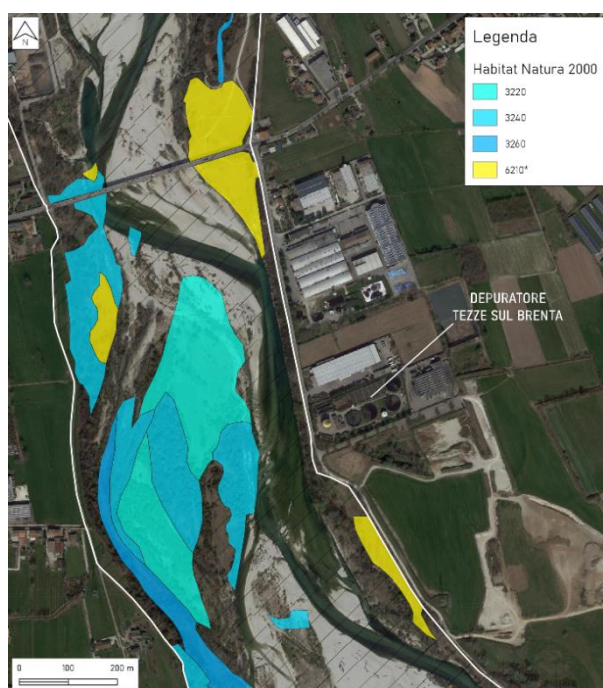 N
Legenda
Habitat Natura 2000
3220
3240
3260
6210*
DEPURATORE
TEZZE SUL BRENTA
0 100 200 m